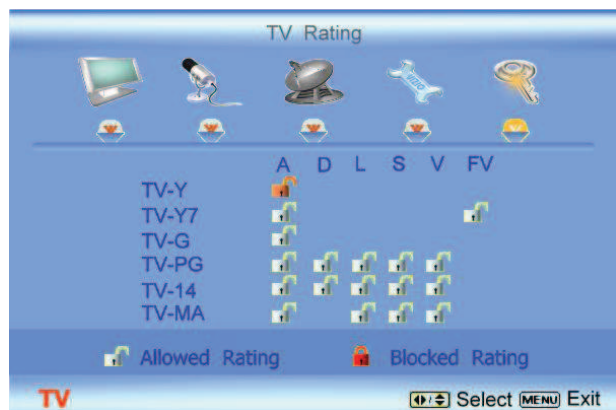 TV Rating
VIZIO
A D L S V FV
TV-Y
TV-Y7
TV-G
TV-PG
TV-14
TV-MA
Allowed Rating Blocked Rating
TV Select MENU Exit